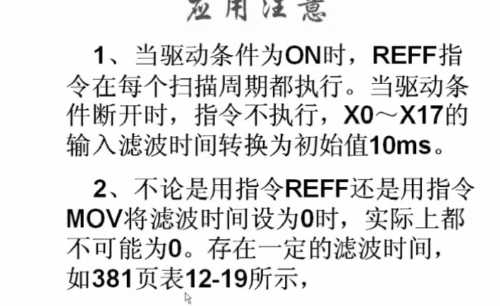 应用注意
1、当驱动条件为ON时，REFF指
令在每个扫描周期都执行。当驱动条
件断开时，指令不执行，X0～X17的
输入滤波时间转换为初始值10ms。
2、不论是用指令REFF还是用指令
MOV将滤波时间设为0时，实际上都
不可能为0。存在一定的滤波时间，
如381页表12-19所示，